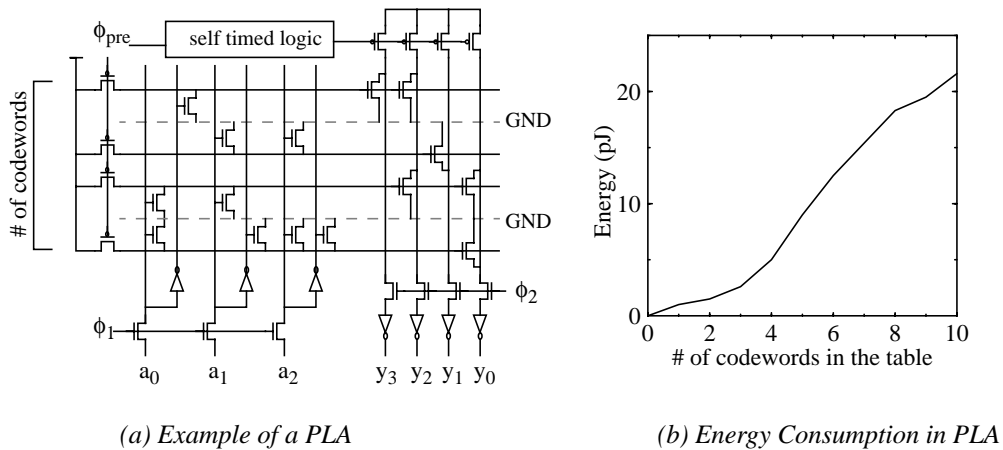 ϕpre self timed logic
# of codewords
GND
GND
ϕ2
ϕ1
a0 a1 a2 y3 y2 y1 y0
(a) Example of a PLA
Energy (pJ)
20
10
0
0 2 4 6 8 10
# of codewords in the table
(b) Energy Consumption in PLA